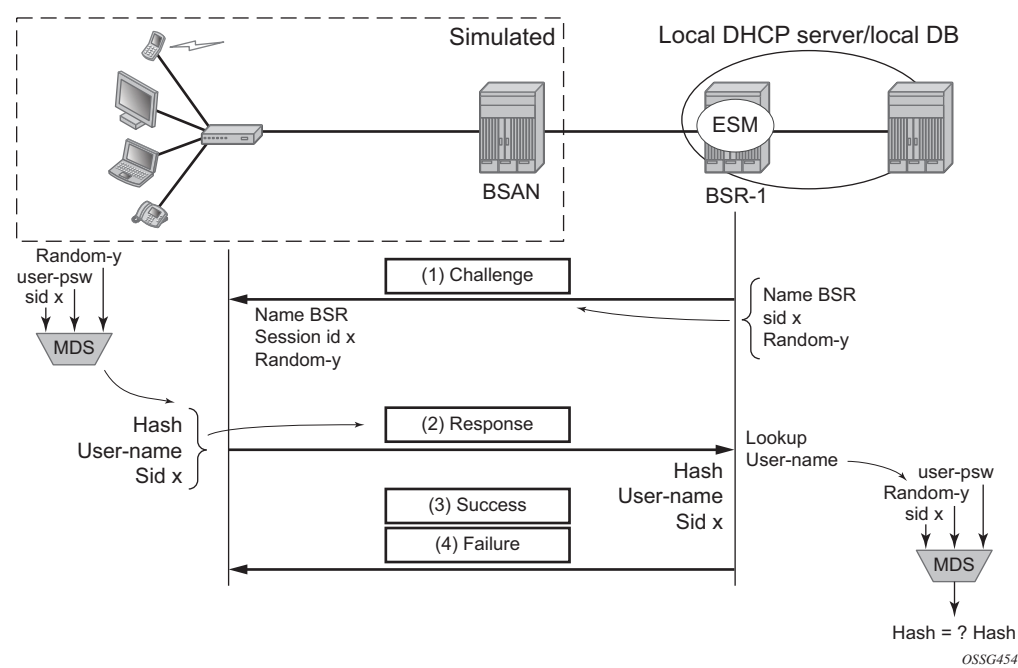 Simulated
Local DHCP server/local DB
ESM
BSAN
BSR-1
Random-y
user-psw
sid x
MDS
(1) Challenge
Name BSR
Session id x
Random-y
Name BSR
sid x
Random-y
Hash
User-name
Sid x
(2) Response
Lookup
User-name
Hash
User-name
Sid x
(3) Success
(4) Failure
user-psw
Random-y
sid x
MDS
Hash = ? Hash
OSSG454